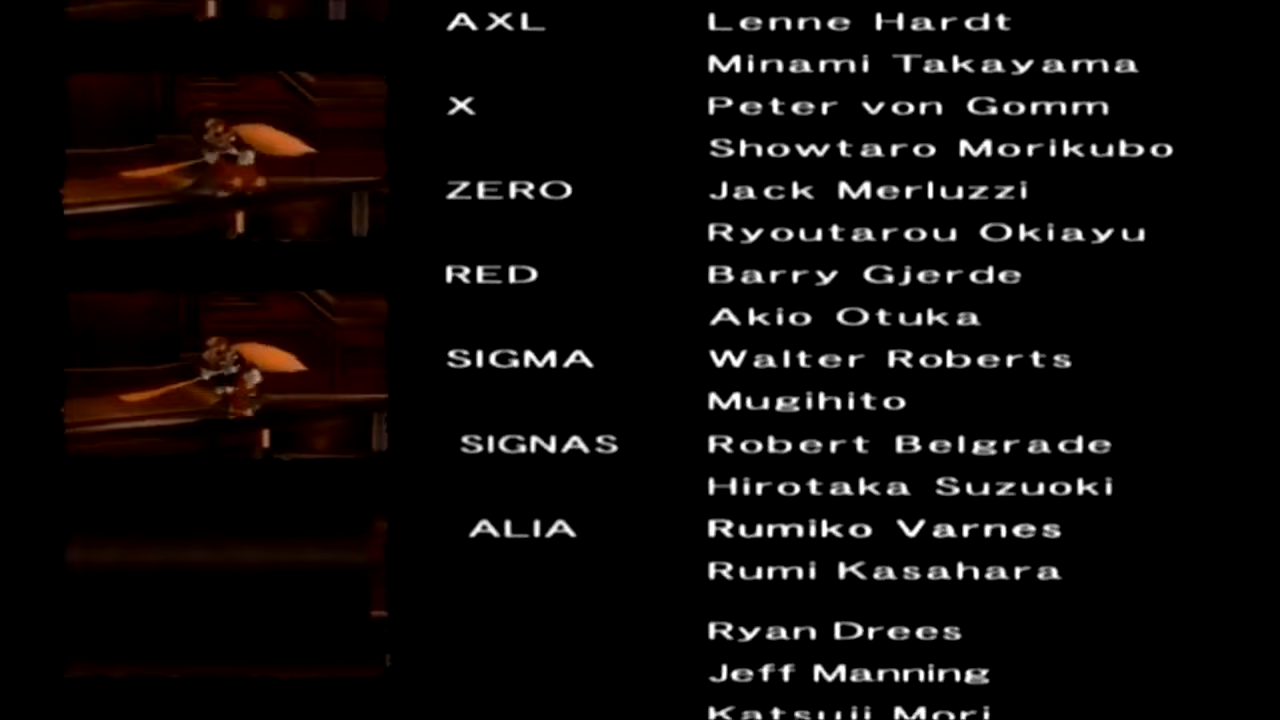 AXL Lenne Hardt
Minami Takayama
X Peter von Gomm
Showtaro Morikubo
ZERO Jack Merluzzi
Ryoutarou Okiayu
RED Barry Gjerde
Akio Otuka
SIGMA Walter Roberts
Mugihito
SIGNAS Robert Belgrade
Hirotaka Suzuoki
ALIA Rumiko Varnes
Rumi Kasahara
Ryan Drees
Jeff Manning
Katsuji Mori